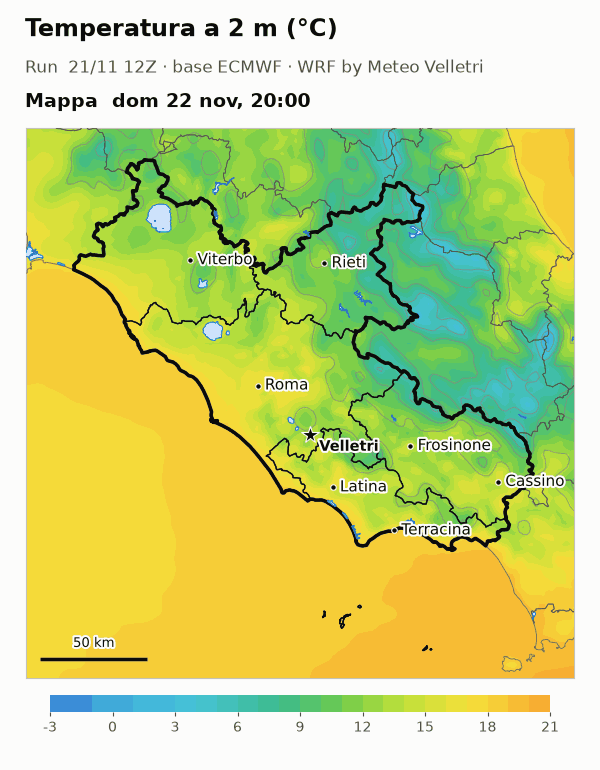 Temperatura a 2 m (°C)
Run  21/11 12Z · base ECMWF · WRF by Meteo Velletri
Mappa  dom 22 nov, 20:00
Viterbo
Rieti
Roma
Velletri
Frosinone
Cassino
Latina
Terracina
50 km
-3 0 3 6 9 12 15 18 21